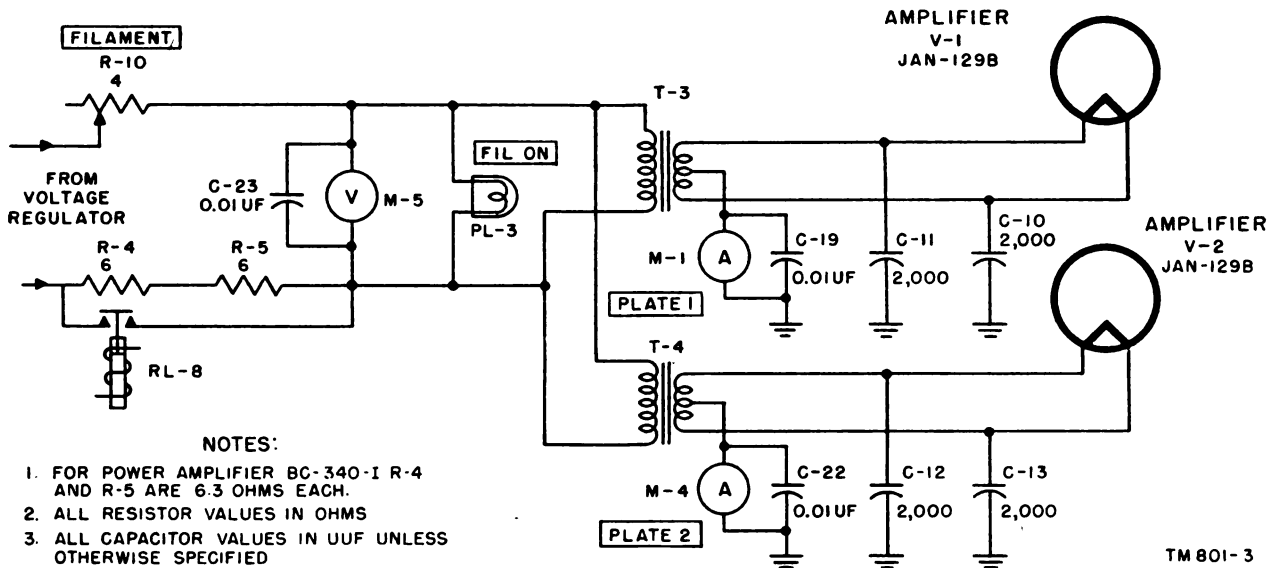 FILAMENT
R-10
4
FROM
VOLTAGE
REGULATOR
C-23
0.01UF
V
M-5
FIL ON
PL-3
R-4
6
R-5
6
RL-8
T-3
AMPLIFIER
V-1
JAN-129B
M-1
A
C-19
0.01UF
C-11
2,000
C-10
2,000
PLATE 1
AMPLIFIER
V-2
JAN-129B
T-4
M-4
A
C-22
0.01UF
C-12
2,000
C-13
2,000
PLATE 2
NOTES:
1. FOR POWER AMPLIFIER BC-340-I R-4
AND R-5 ARE 6.3 OHMS EACH.
2. ALL RESISTOR VALUES IN OHMS
3. ALL CAPACITOR VALUES IN UUF UNLESS
OTHERWISE SPECIFIED
TM 801-3